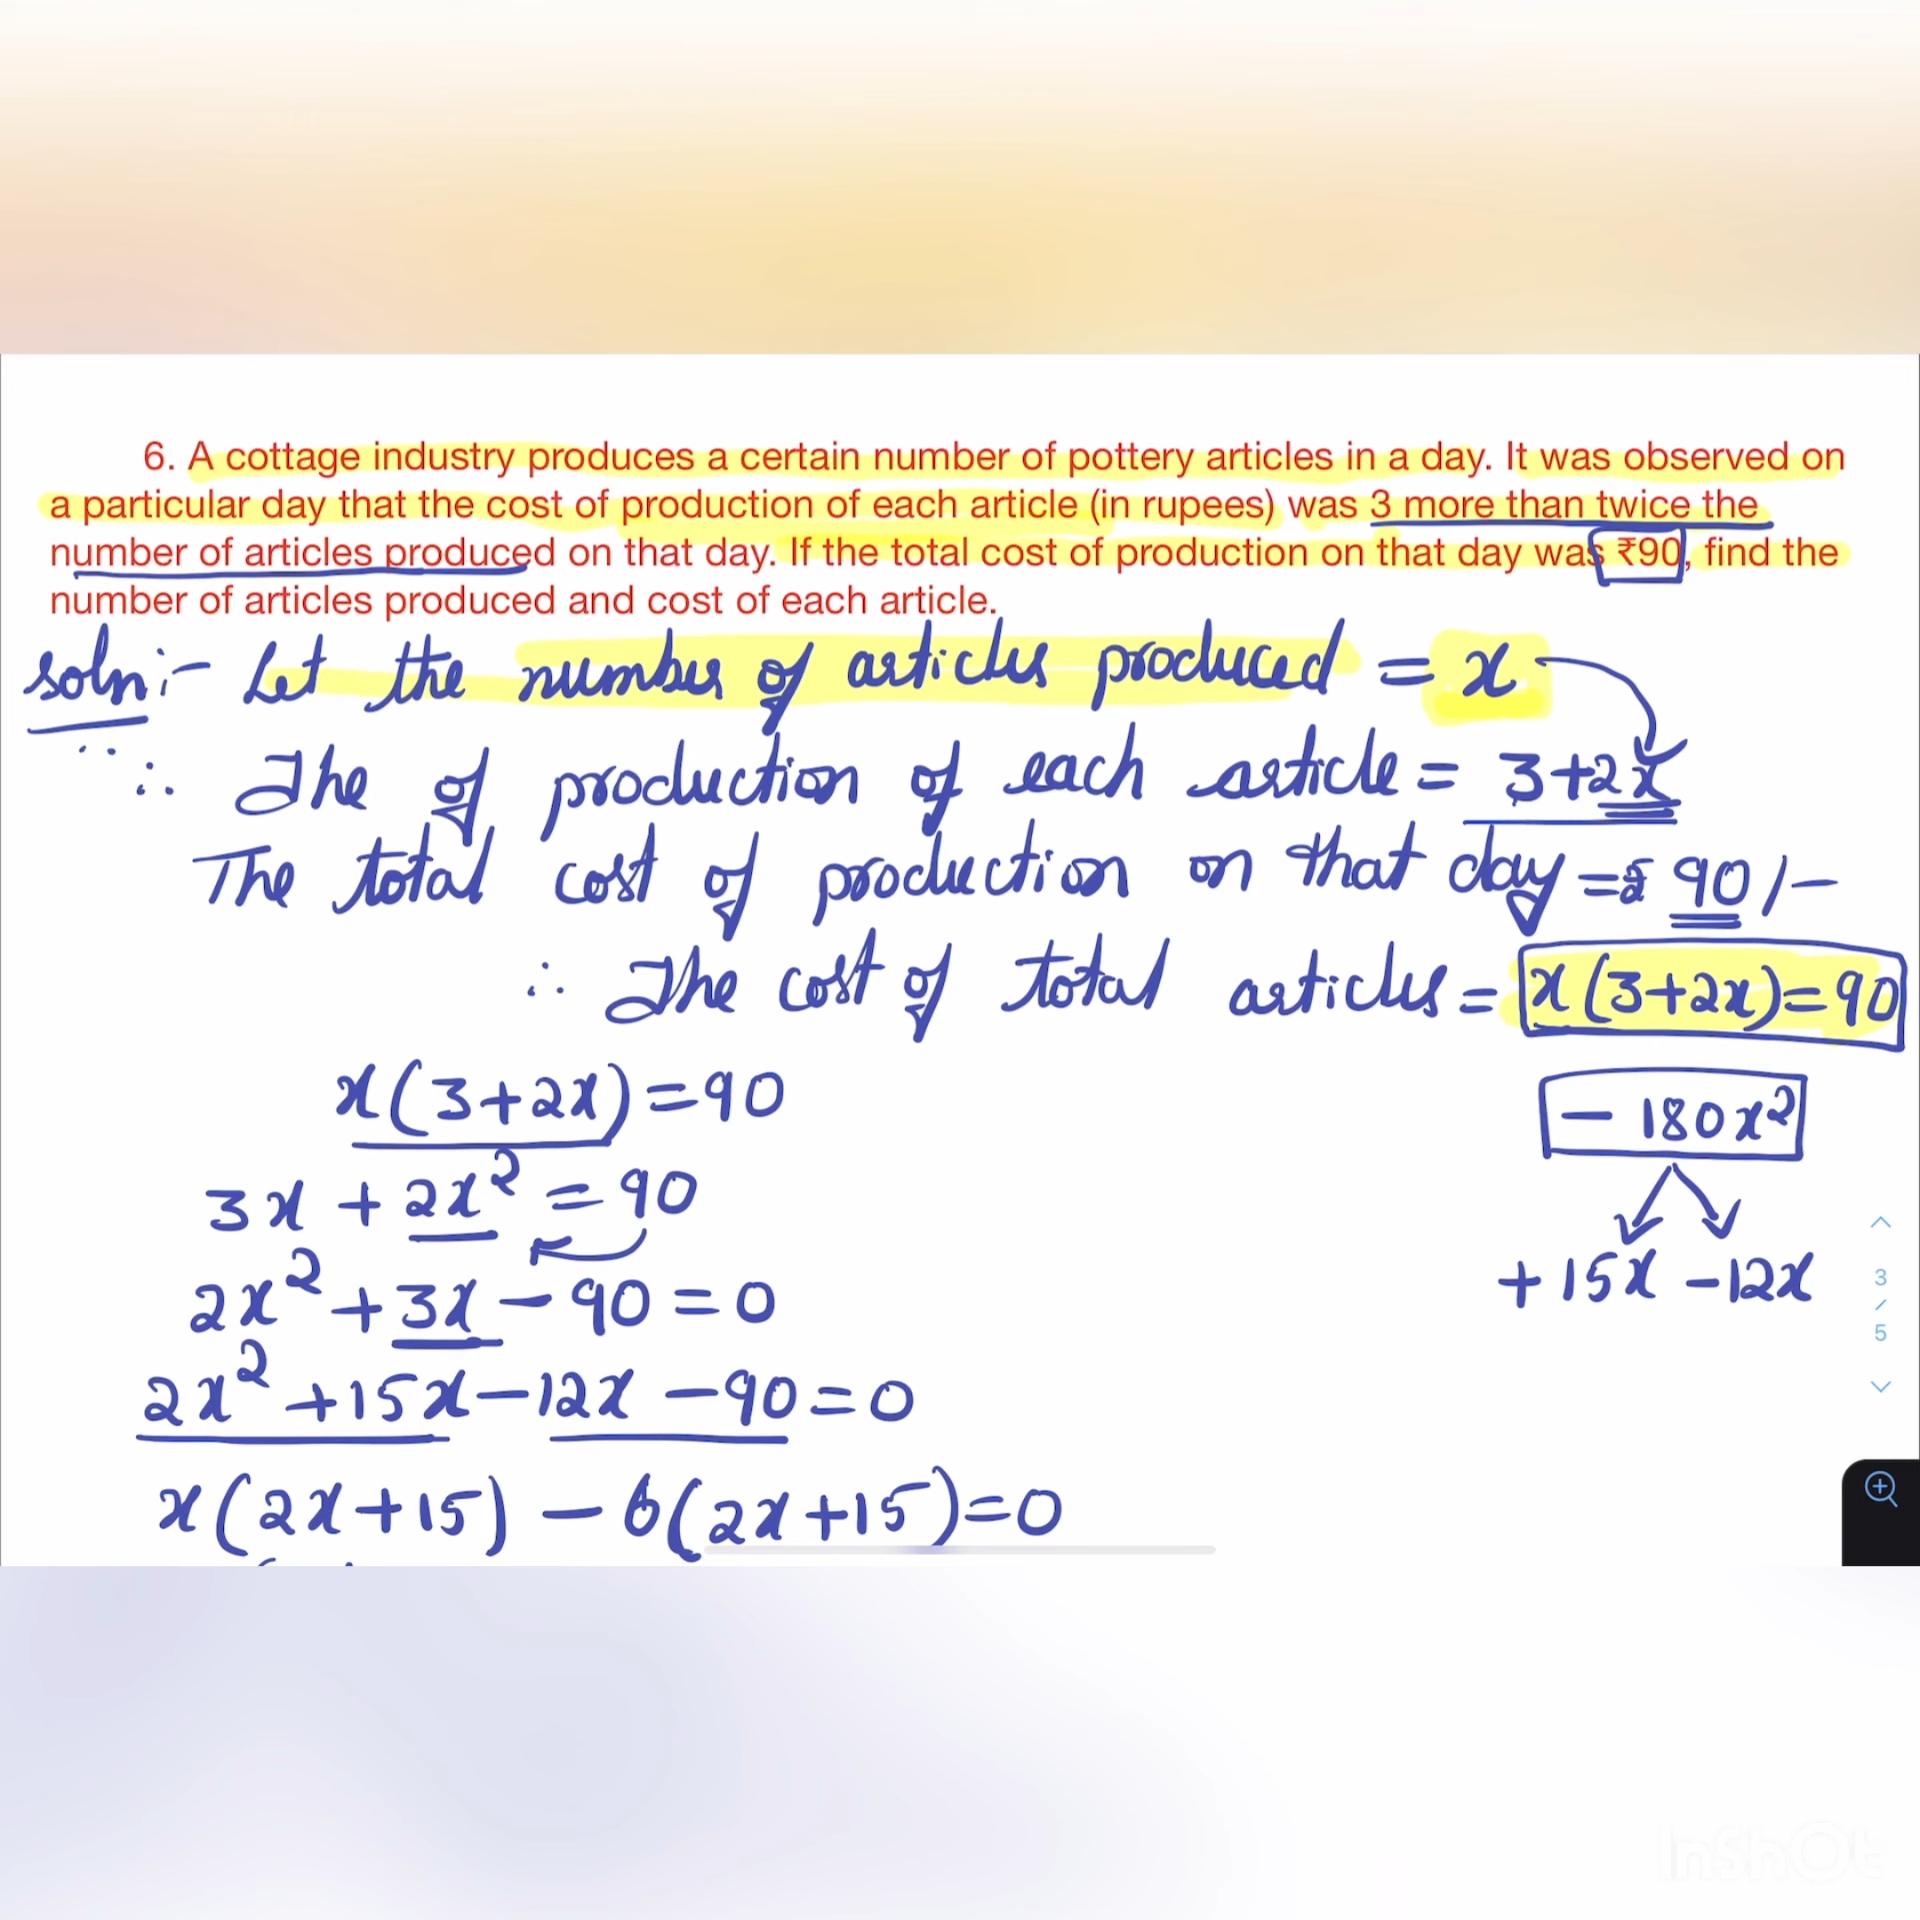 6. A cottage industry produces a certain number of pottery articles in a day. It was observed on
a particular day that the cost of production of each article (in rupees) was 3 more than twice the
number of articles produced on that day. If the total cost of production on that day was ₹90, find the
number of articles produced and cost of each article.
soln:- Let the number of articles produced = x
∴ The of production of each article = 3+2x
The total cost of production on that day = ₹ 90/-
∴ The cost of total articles = x(3+2x)=90
x(3+2x)=90
- 180x²
3x + 2x² = 90
+15x -12x
2x² + 3x - 90 = 0
3
/
5
2x² +15x -12x -90 = 0
x(2x+15) - 6(2x+15)=0
InShOt